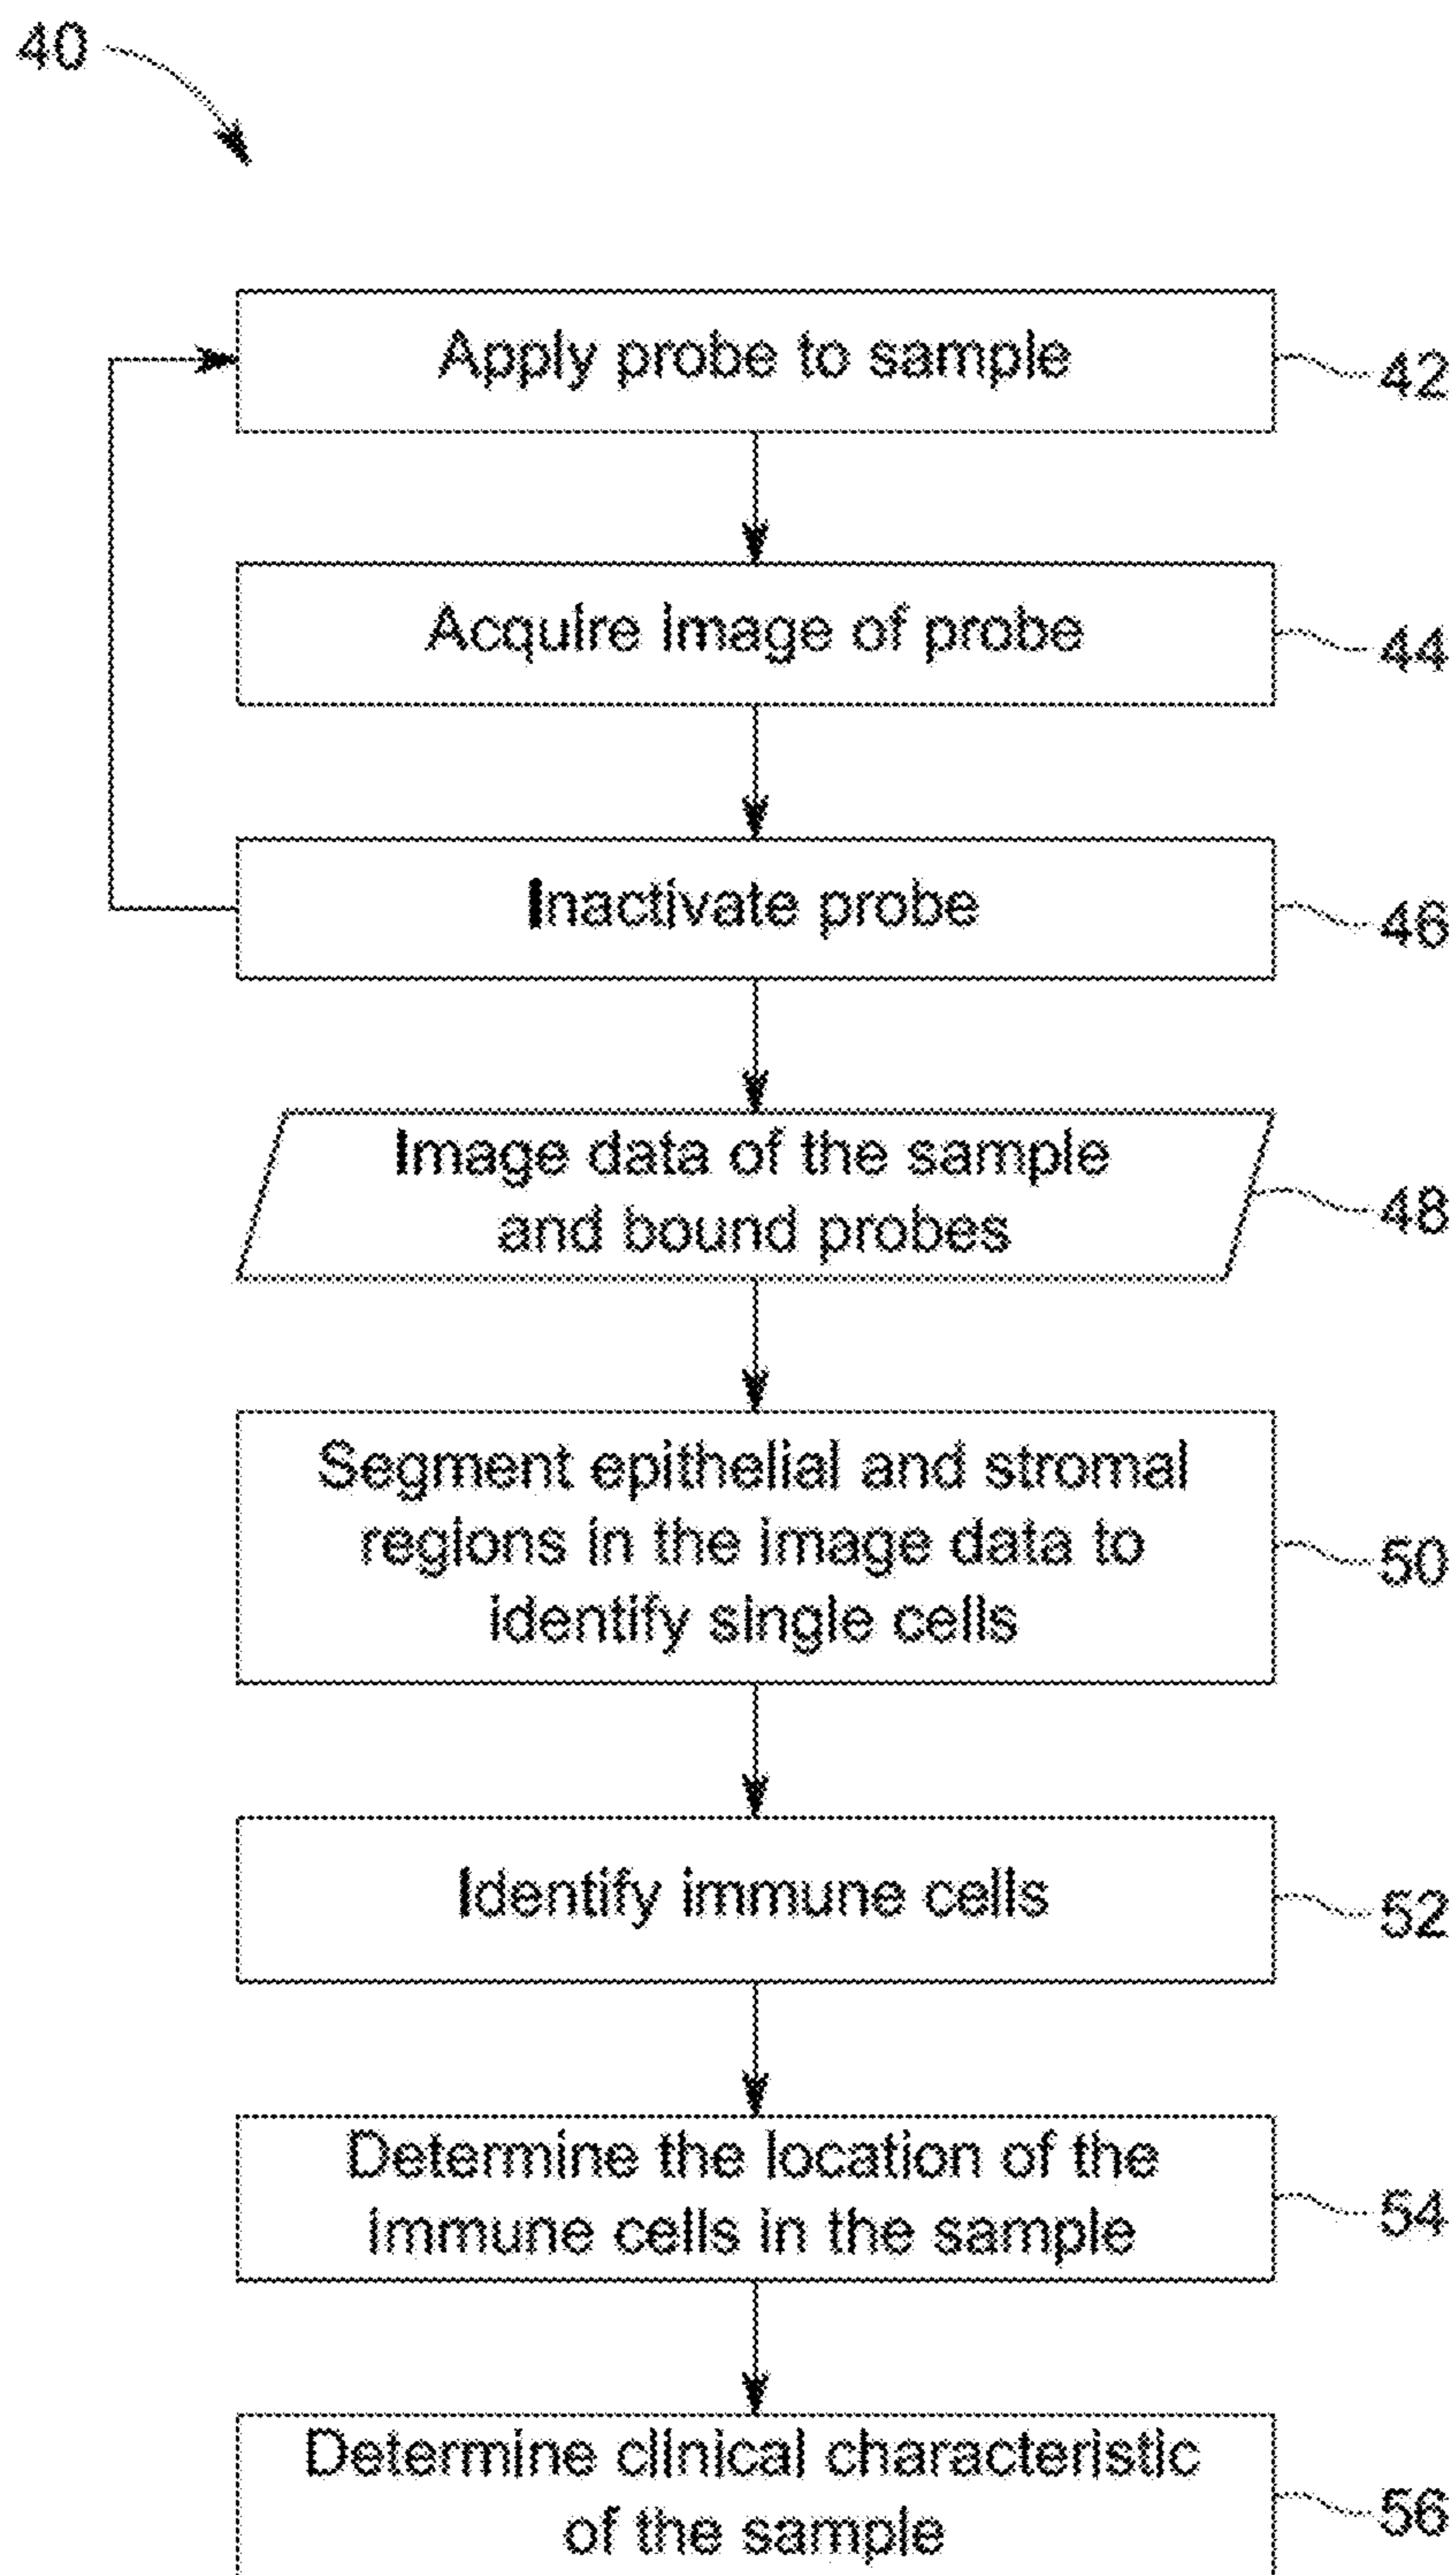 40
Apply probe to sample
42
Acquire image of probe
44
Inactivate probe
46
Image data of the sample
and bound probes
48
Segment epithelial and stromal
regions in the image data to
identify single cells
50
Identify immune cells
52
Determine the location of the
immune cells in the sample
54
Determine clinical characteristic
of the sample
56